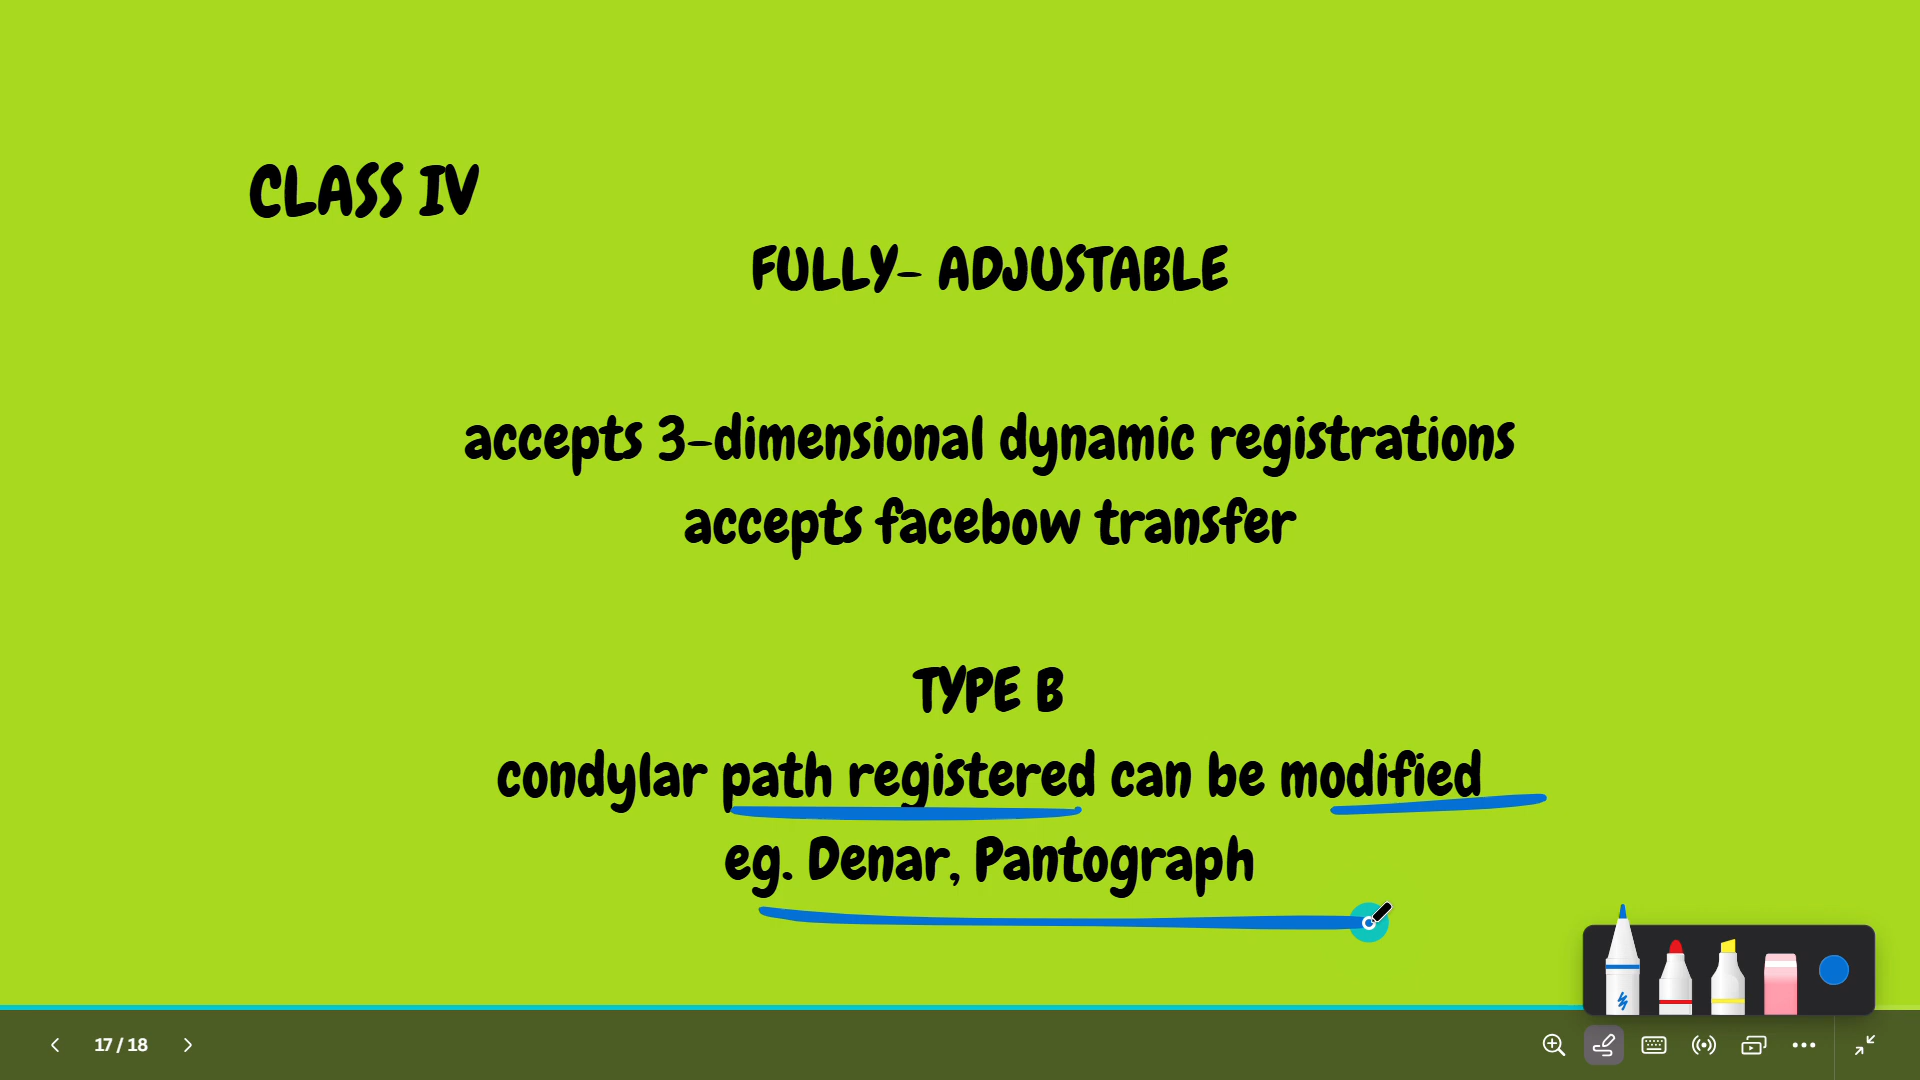 CLASS IV
FULLY- ADJUSTABLE
accepts 3-dimensional dynamic registrations
accepts facebow transfer
TYPE B
condylar path registered can be modified
eg. Denar, Pantograph
17 / 18